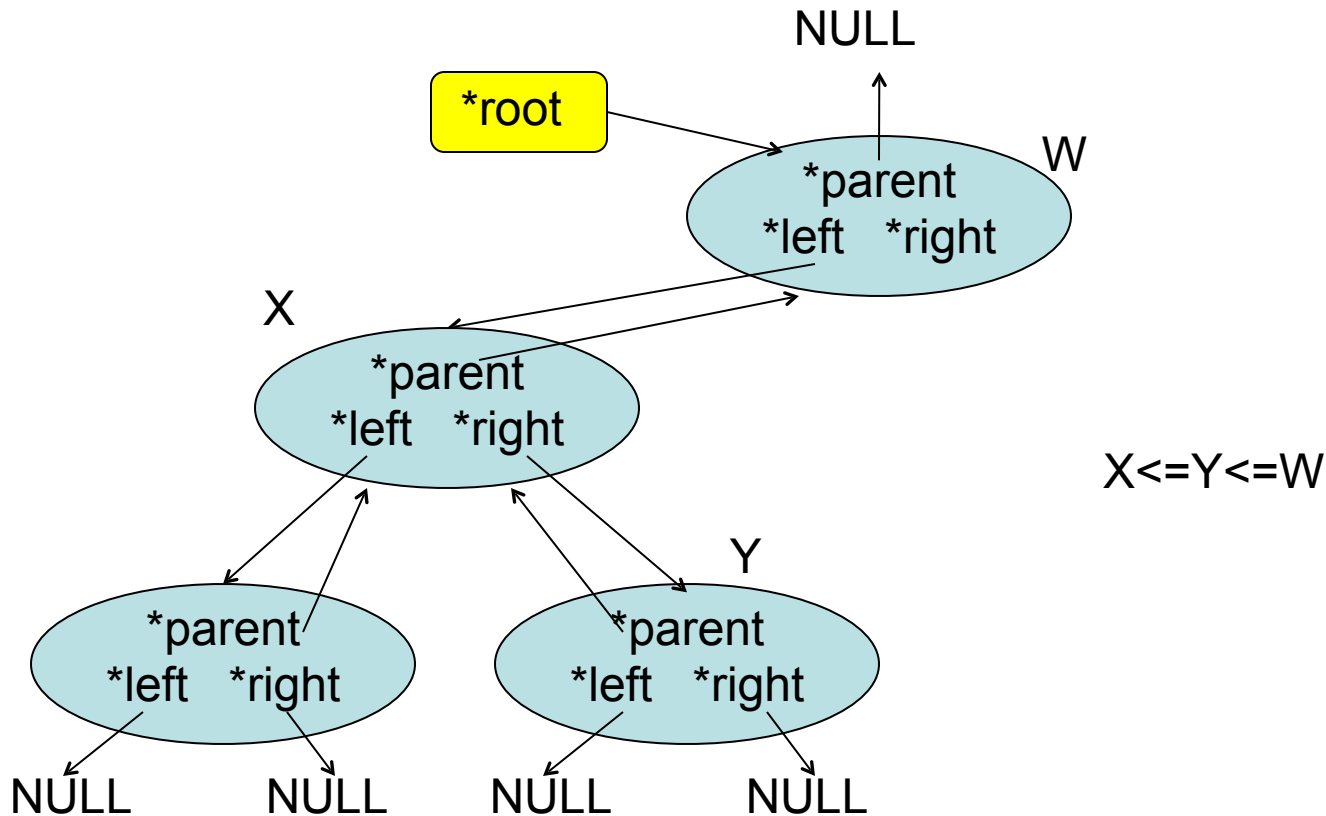 NULL
*root
W
*parent
*left *right
X
*parent
*left *right
X<=Y<=W
Y
*parent
*left *right
*parent
*left *right
NULL NULL NULL NULL